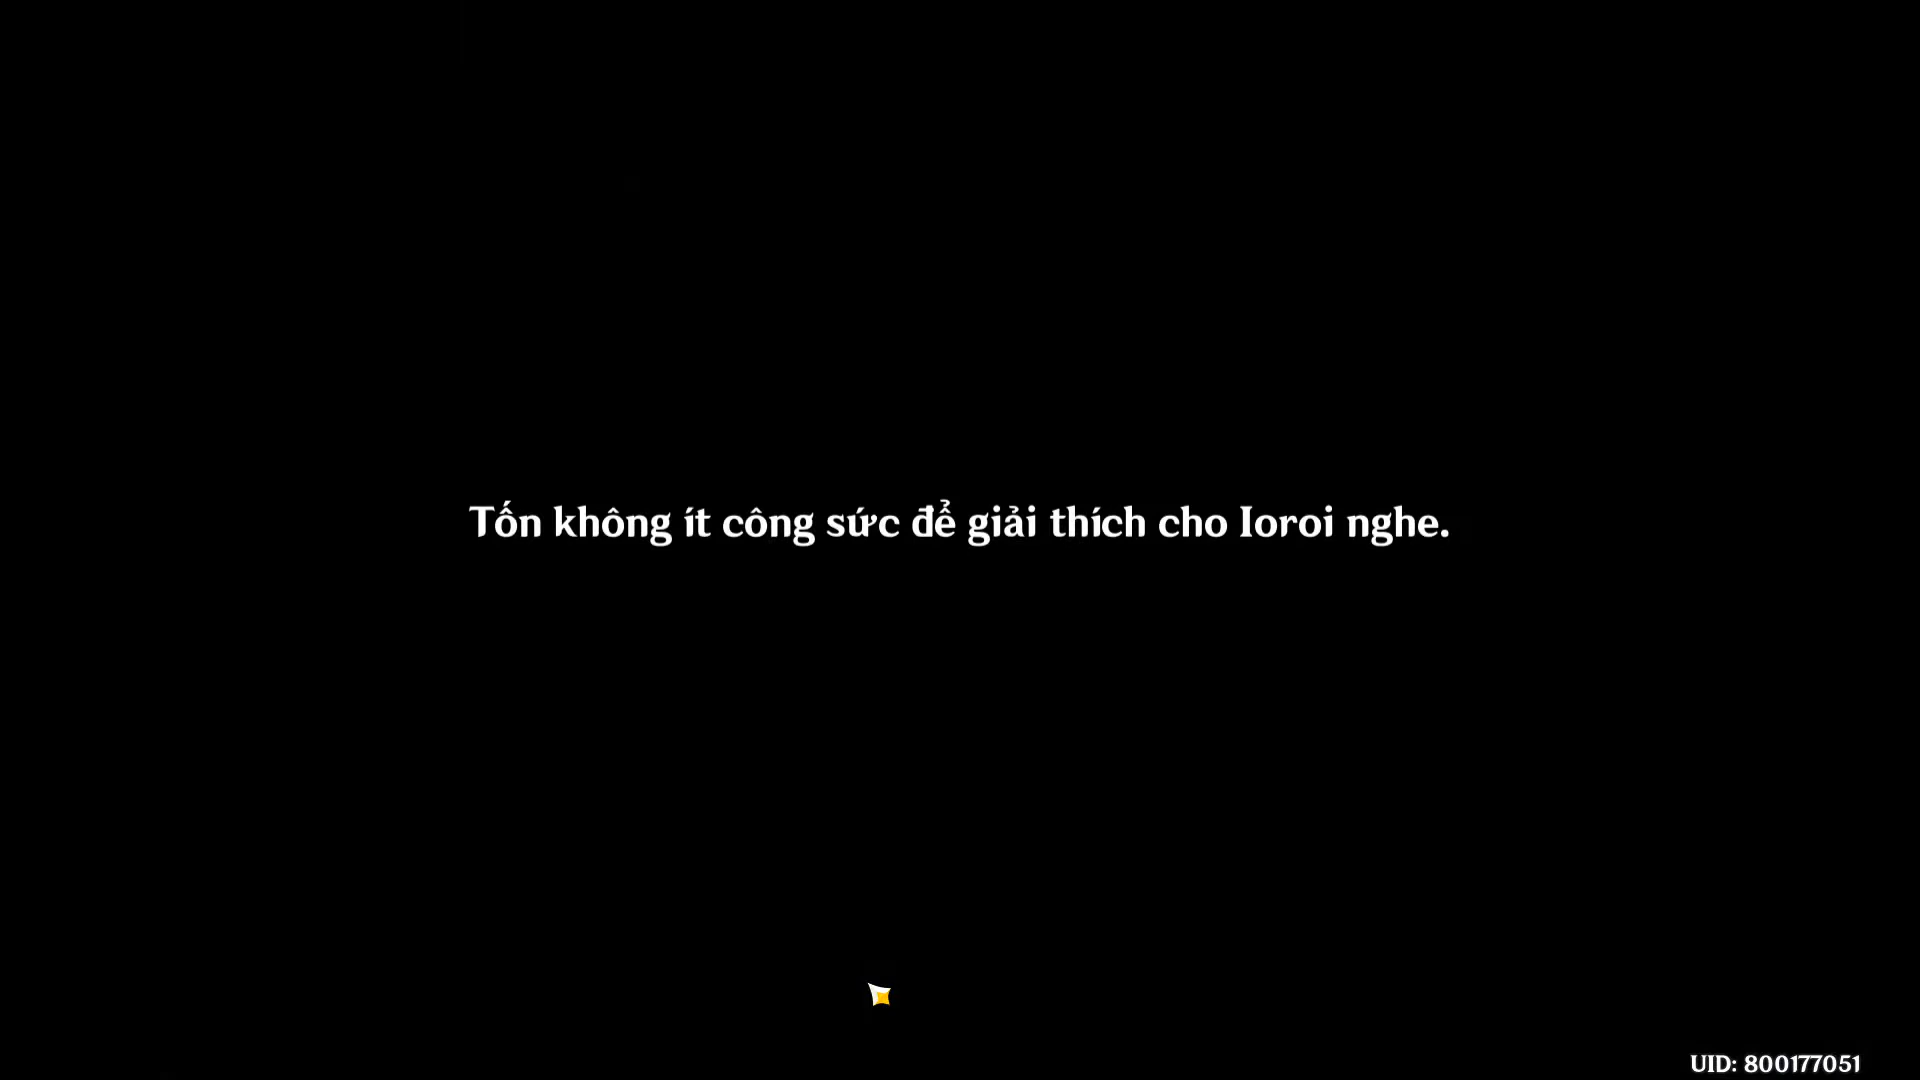 Tốn không ít công sức để giải thích cho Ioroi nghe.
UID: 800177051